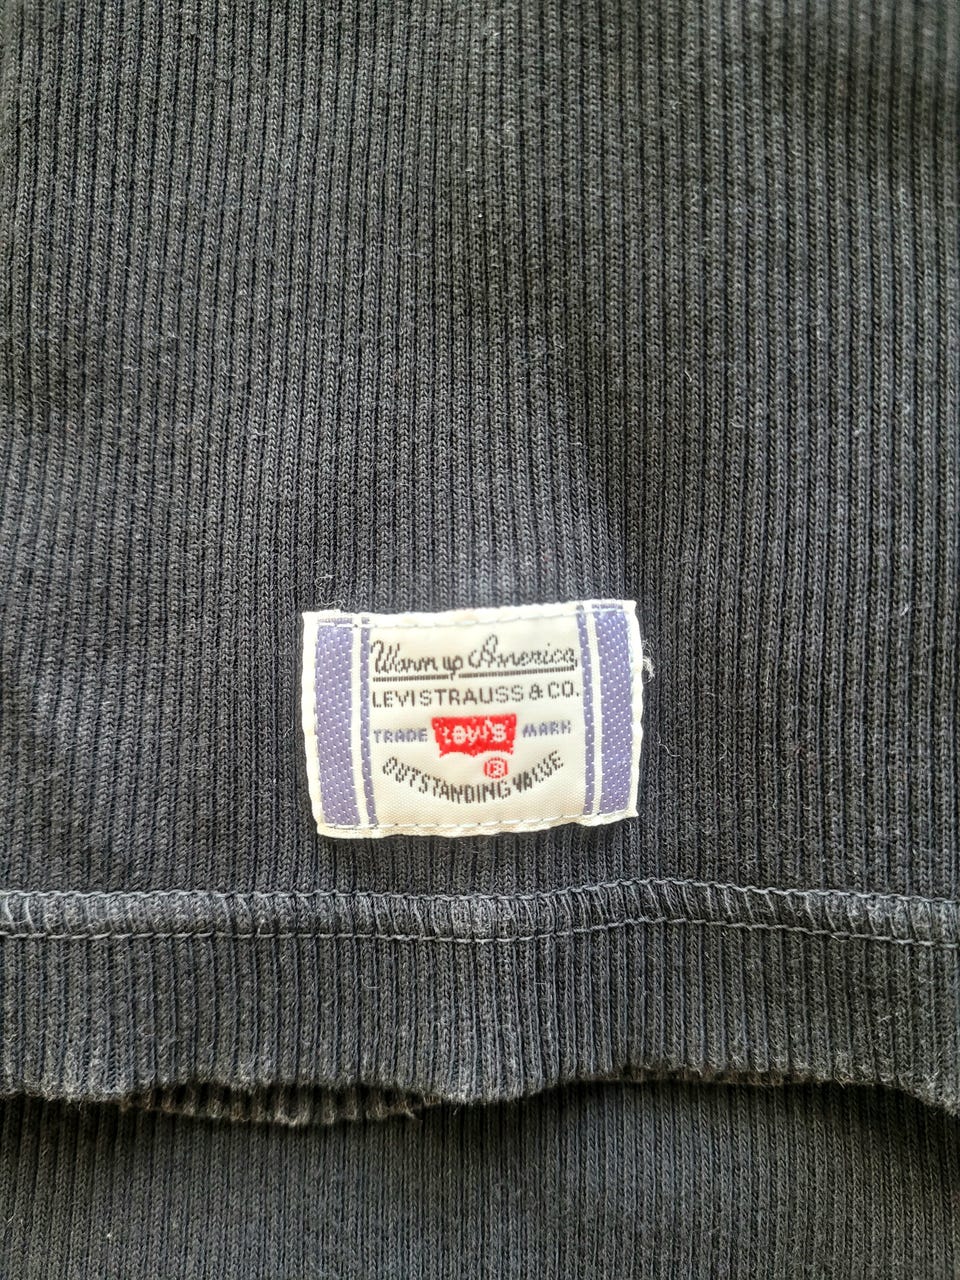 Warm up America
LEVI STRAUSS & CO.
TRADE Levi's MARK
®
OUTSTANDING VALUE